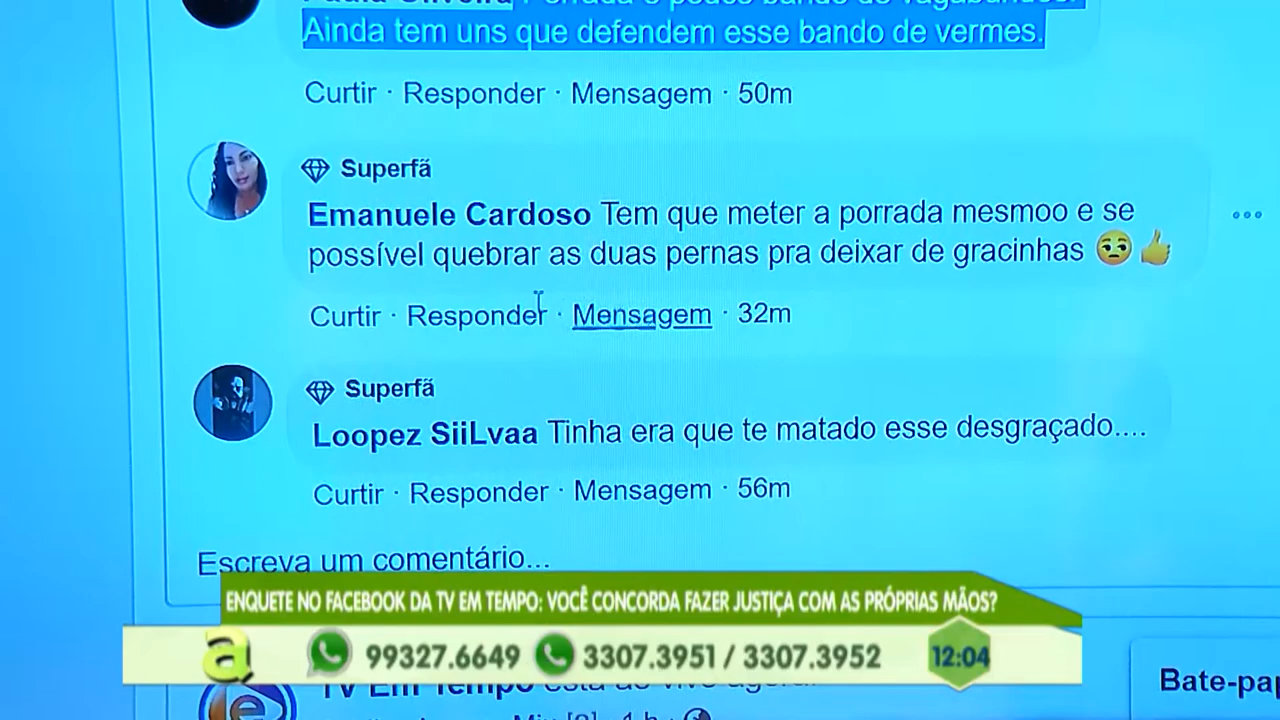 Ainda tem uns que defendem esse bando de vermes.
Curtir · Responder · Mensagem · 50m
Superfã
Emanuele Cardoso Tem que meter a porrada mesmoo e se
possível quebrar as duas pernas pra deixar de gracinhas 😒👍
Curtir · Responder · Mensagem · 32m
Superfã
Loopez SiiLvaa Tinha era que te matado esse desgraçado....
Curtir · Responder · Mensagem · 56m
Escreva um comentário...
ENQUETE NO FACEBOOK DA TV EM TEMPO: VOCÊ CONCORDA FAZER JUSTIÇA COM AS PRÓPRIAS MÃOS?
a 99327.6649 3307.3951 / 3307.3952 12:04
TV Em Tempo está ao vivo agora.
Bate-pap